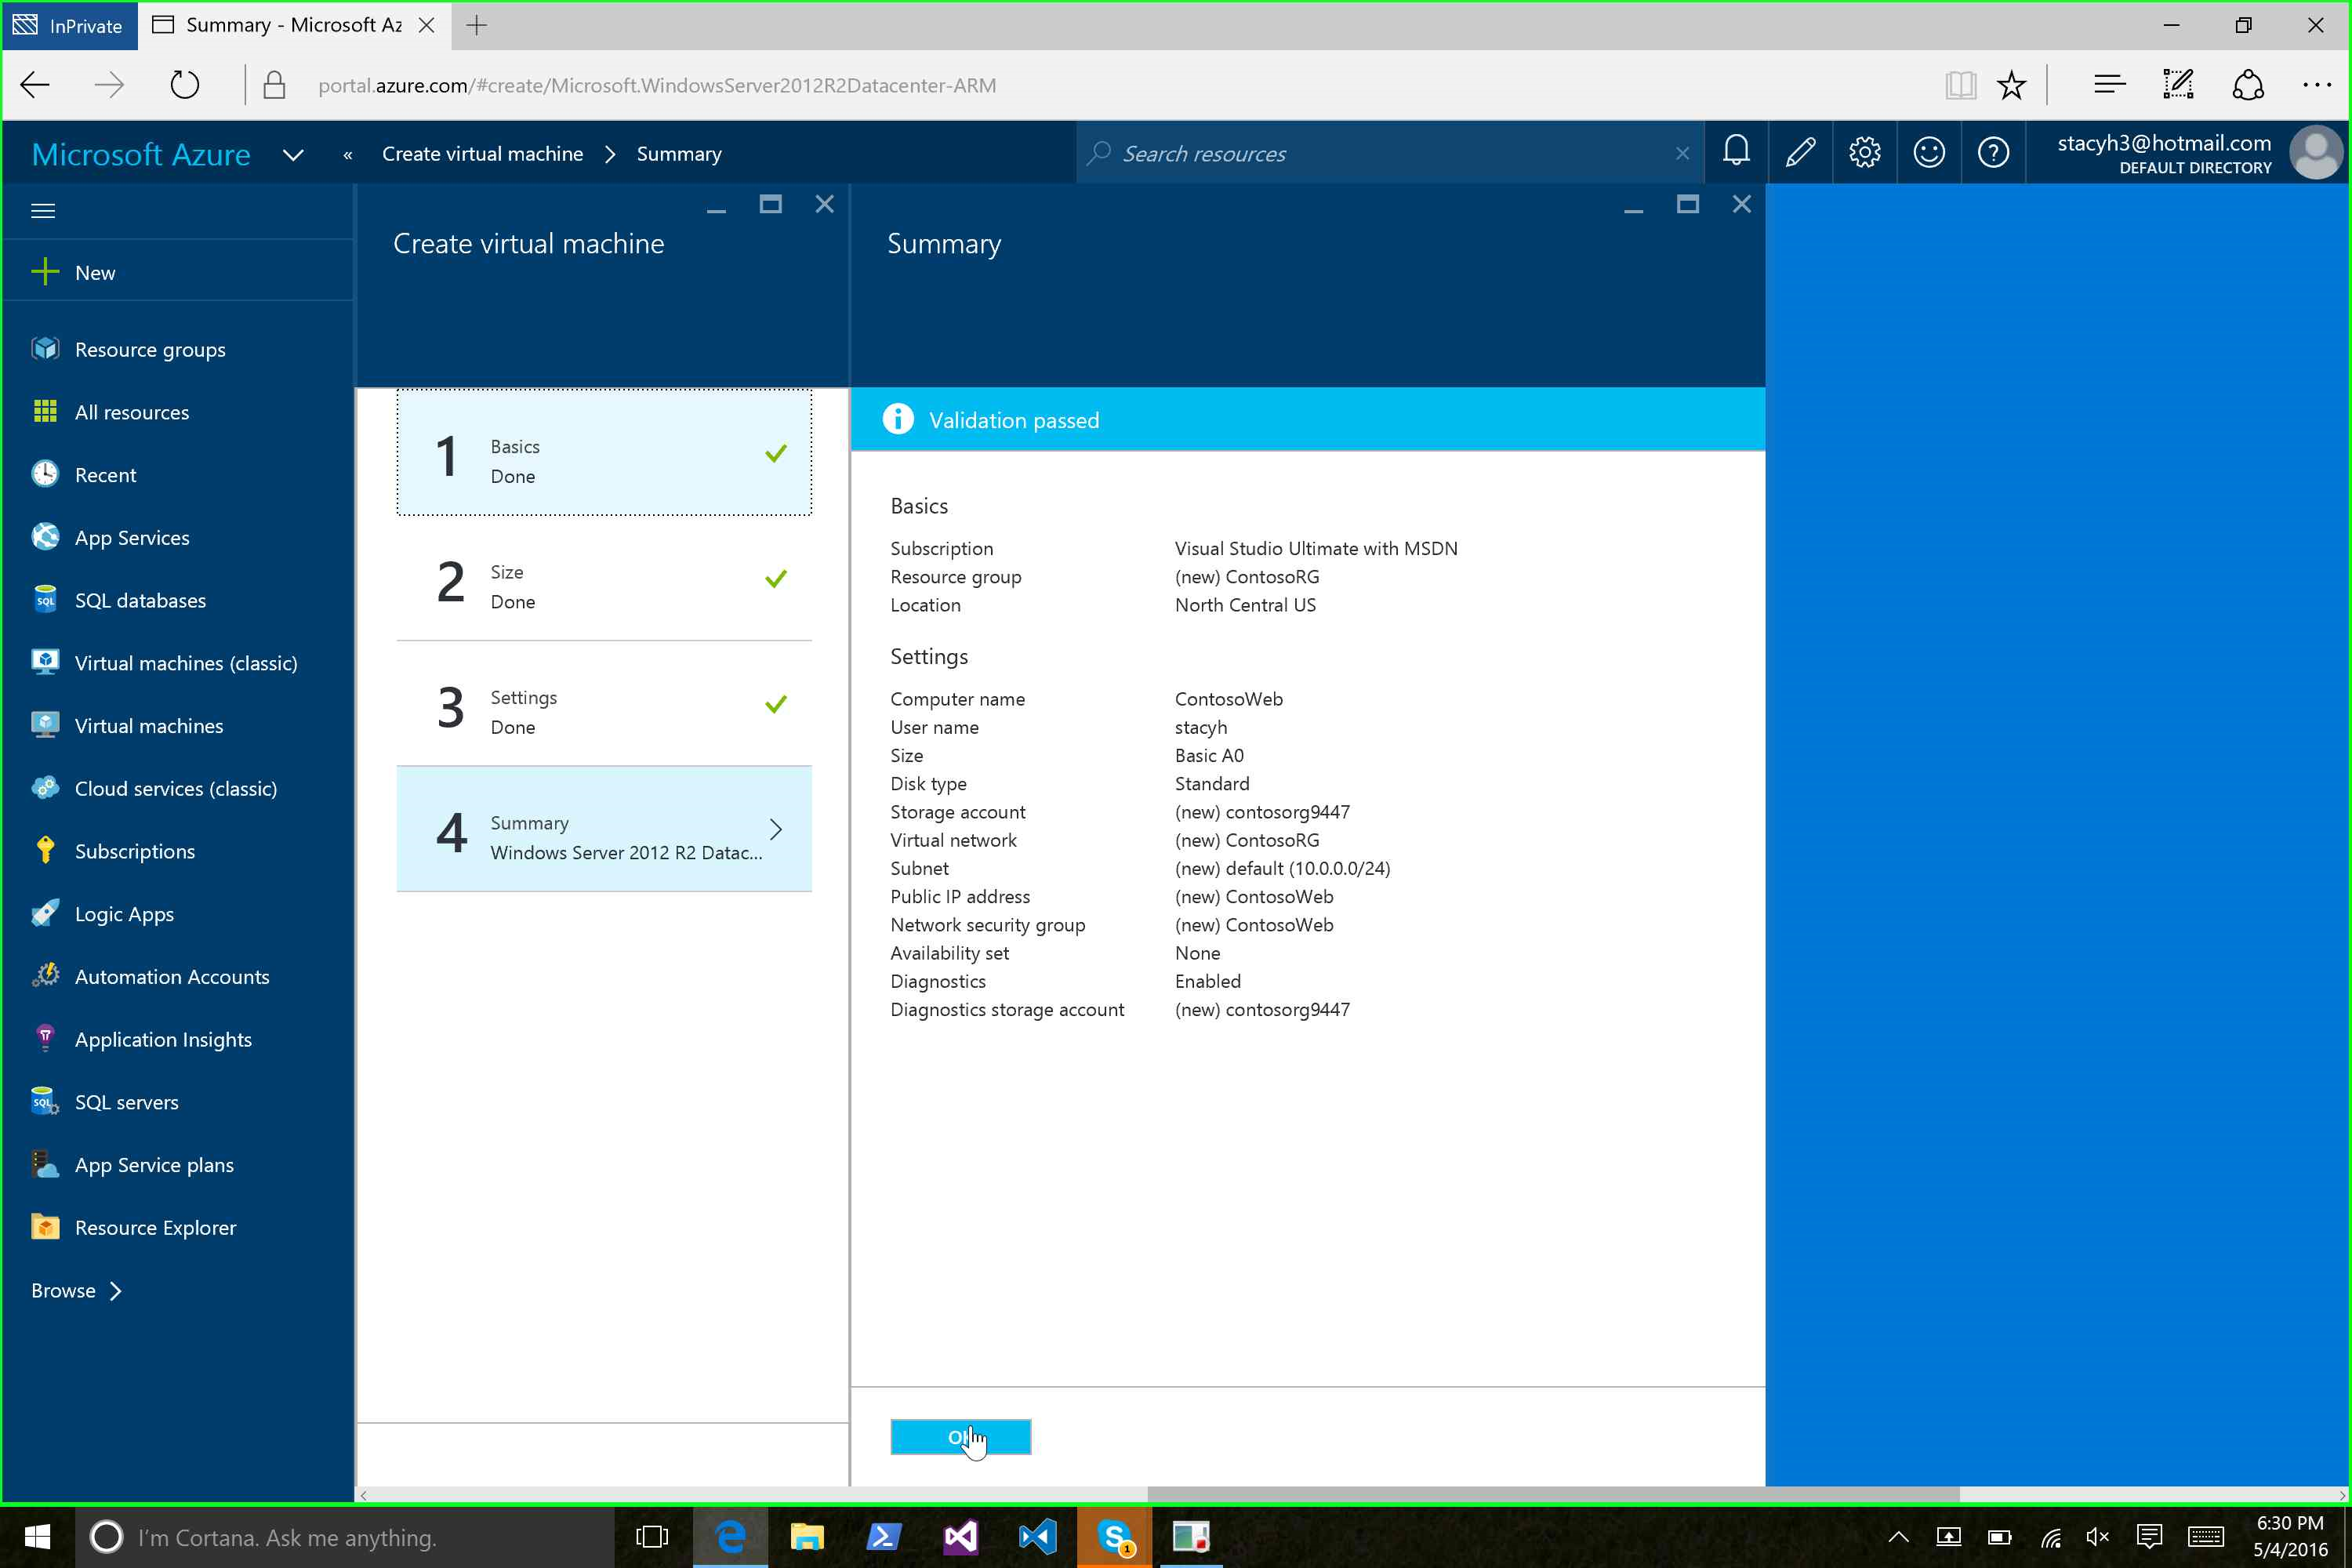 InPrivate
Summary - Microsoft Az
portal.azure.com/#create/Microsoft.WindowsServer2012R2Datacenter-ARM
Microsoft Azure
« Create virtual machine > Summary
Search resources
stacyh3@hotmail.com
DEFAULT DIRECTORY
New
Resource groups
All resources
Recent
App Services
SQL databases
Virtual machines (classic)
Virtual machines
Cloud services (classic)
Subscriptions
Logic Apps
Automation Accounts
Application Insights
SQL servers
App Service plans
Resource Explorer
Browse >
Create virtual machine
1 Basics
Done
2 Size
Done
3 Settings
Done
4 Summary
Windows Server 2012 R2 Datac...
Summary
Validation passed
Basics
Subscription Visual Studio Ultimate with MSDN
Resource group (new) ContosoRG
Location North Central US
Settings
Computer name ContosoWeb
User name stacyh
Size Basic A0
Disk type Standard
Storage account (new) contosorg9447
Virtual network (new) ContosoRG
Subnet (new) default (10.0.0.0/24)
Public IP address (new) ContosoWeb
Network security group (new) ContosoWeb
Availability set None
Diagnostics Enabled
Diagnostics storage account (new) contosorg9447
OK
I'm Cortana. Ask me anything.
6:30 PM
5/4/2016